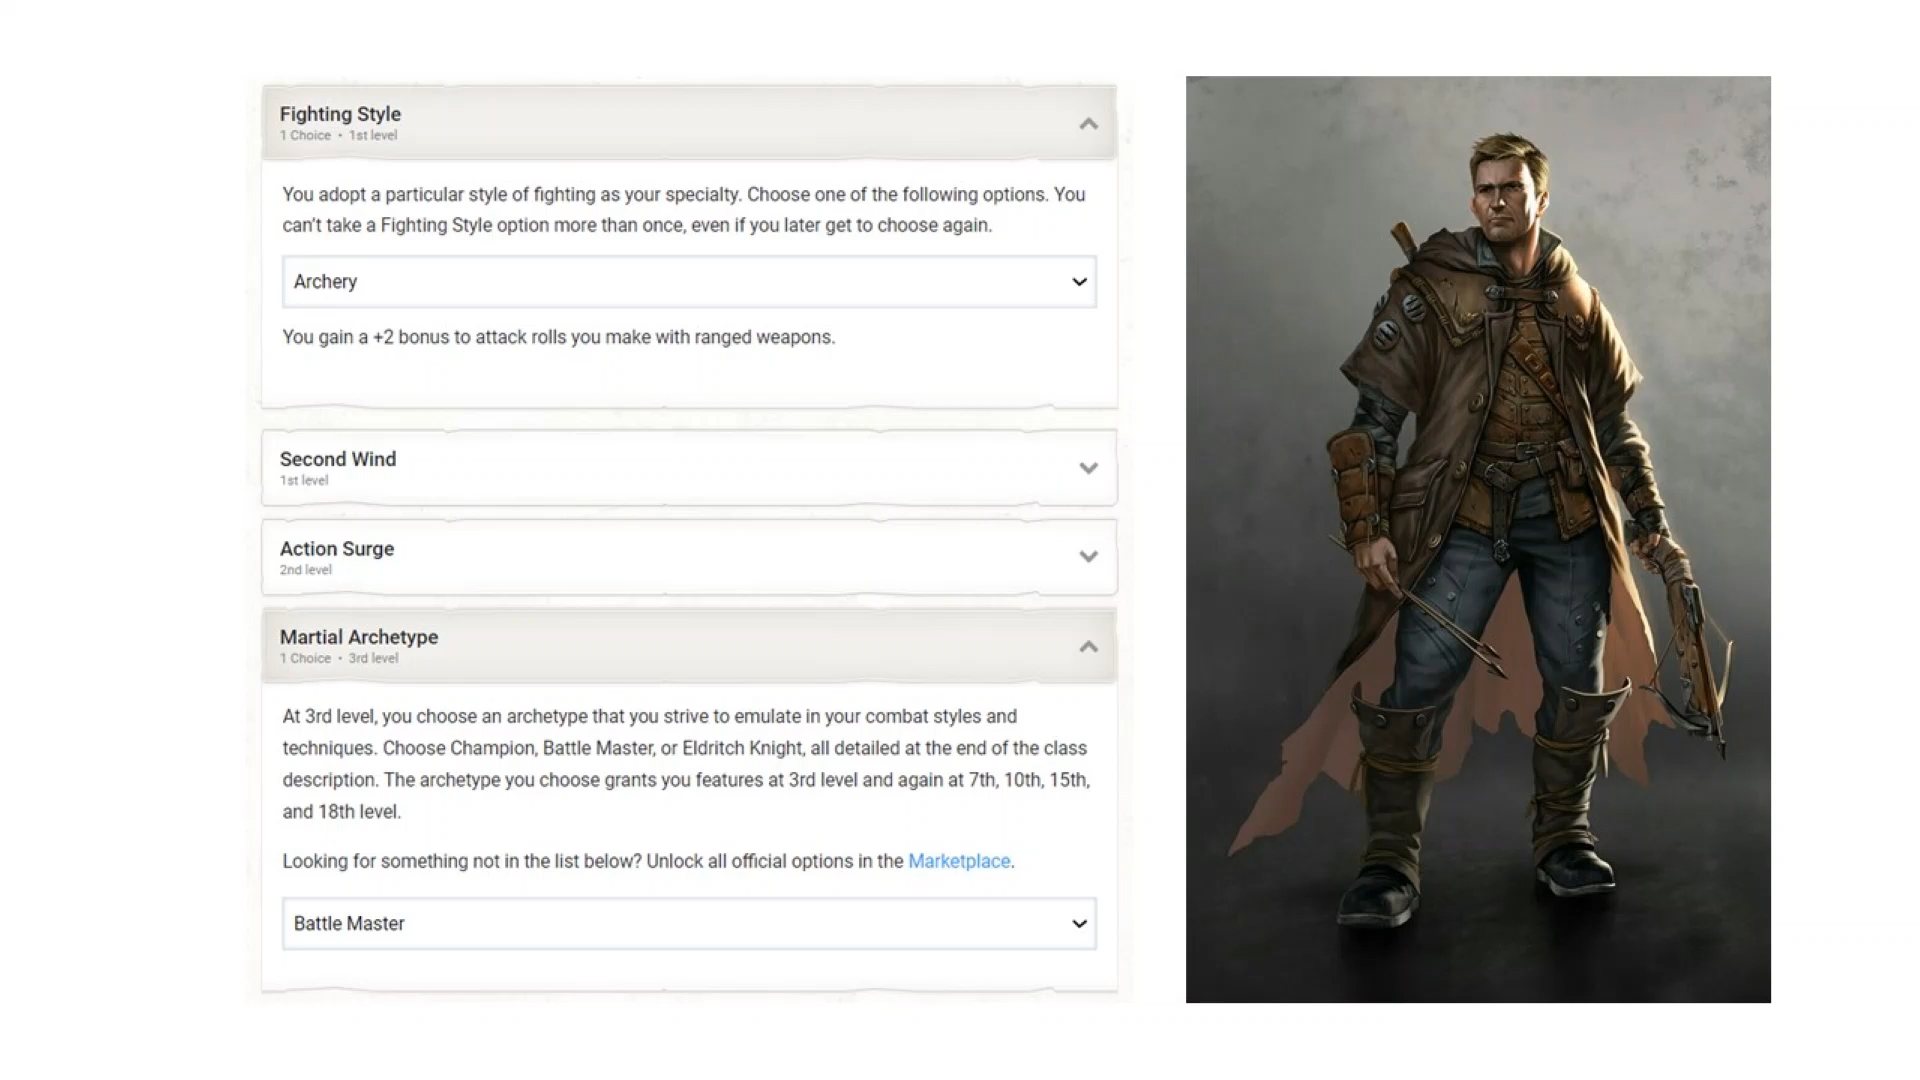 Fighting Style
1 Choice • 1st level
You adopt a particular style of fighting as your specialty. Choose one of the following options. You
can't take a Fighting Style option more than once, even if you later get to choose again.
Archery
You gain a +2 bonus to attack rolls you make with ranged weapons.
Second Wind
1st level
Action Surge
2nd level
Martial Archetype
1 Choice • 3rd level
At 3rd level, you choose an archetype that you strive to emulate in your combat styles and
techniques. Choose Champion, Battle Master, or Eldritch Knight, all detailed at the end of the class
description. The archetype you choose grants you features at 3rd level and again at 7th, 10th, 15th,
and 18th level.
Looking for something not in the list below? Unlock all official options in the Marketplace.
Battle Master